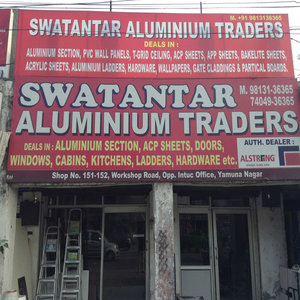 SWATANTAR ALUMINIUM TRADERS
M. +91 9813136365
DEALS IN :
ALUMINIUM SECTION, PVC WALL PANELS, T-GRID CEILING, ACP SHEETS, APP SHEETS, BAKELITE SHEETS,
ACRYLIC SHEETS, ALUMINIUM LADDERS, HARDWARE, WALLPAPERS, GATE CLADDINGS & PARTICAL BOARDS.
SWATANTAR
M. 98131-36365
74049-36365
ALUMINIUM TRADERS
DEALS IN : ALUMINIUM SECTION, ACP SHEETS, DOORS,
WINDOWS, CABINS, KITCHENS, LADDERS, HARDWARE etc.
AUTH. DEALER :
ALSTRONG
Shop No. 151-152, Workshop Road, Opp. Intuc Office, Yamuna Nagar